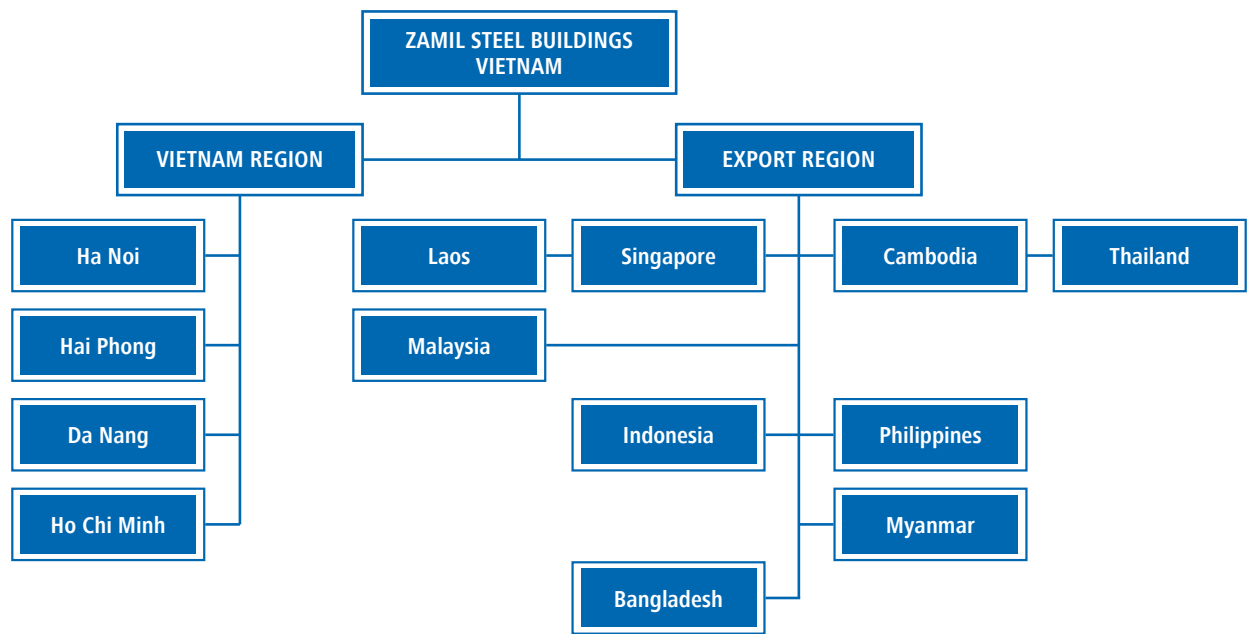 ZAMIL STEEL BUILDINGS
VIETNAM
VIETNAM REGION
EXPORT REGION
Ha Noi
Laos
Singapore
Cambodia
Thailand
Hai Phong
Malaysia
Da Nang
Indonesia
Philippines
Ho Chi Minh
Myanmar
Bangladesh